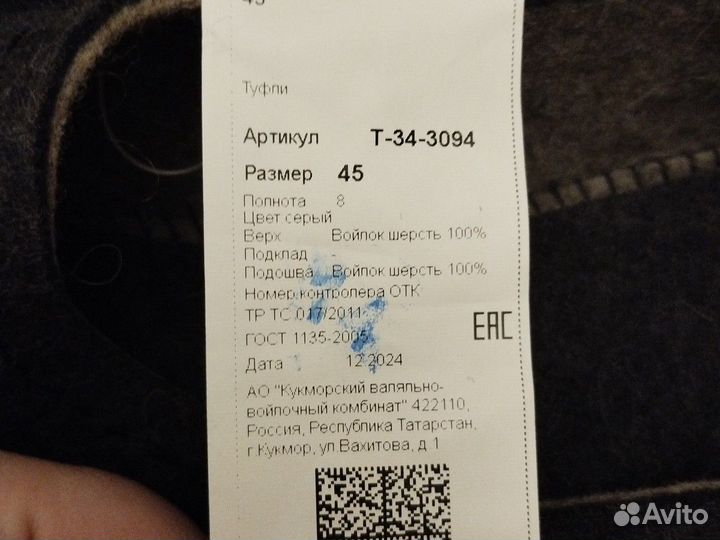 45
Туфли
Артикул Т-34-3094
Размер 45
Полнота 8
Цвет серый
Верх Войлок шерсть 100%
Подклад
Подошва Войлок шерсть 100%
Номер контролера ОТК
ТР ТС 017/2011
ГОСТ 1135-2005
EAC
Дата 12.2024
АО "Кукморский валяльно-
войлочный комбинат" 422110,
Россия, Республика Татарстан,
г.Кукмор, ул.Вахитова, д.1
Avito